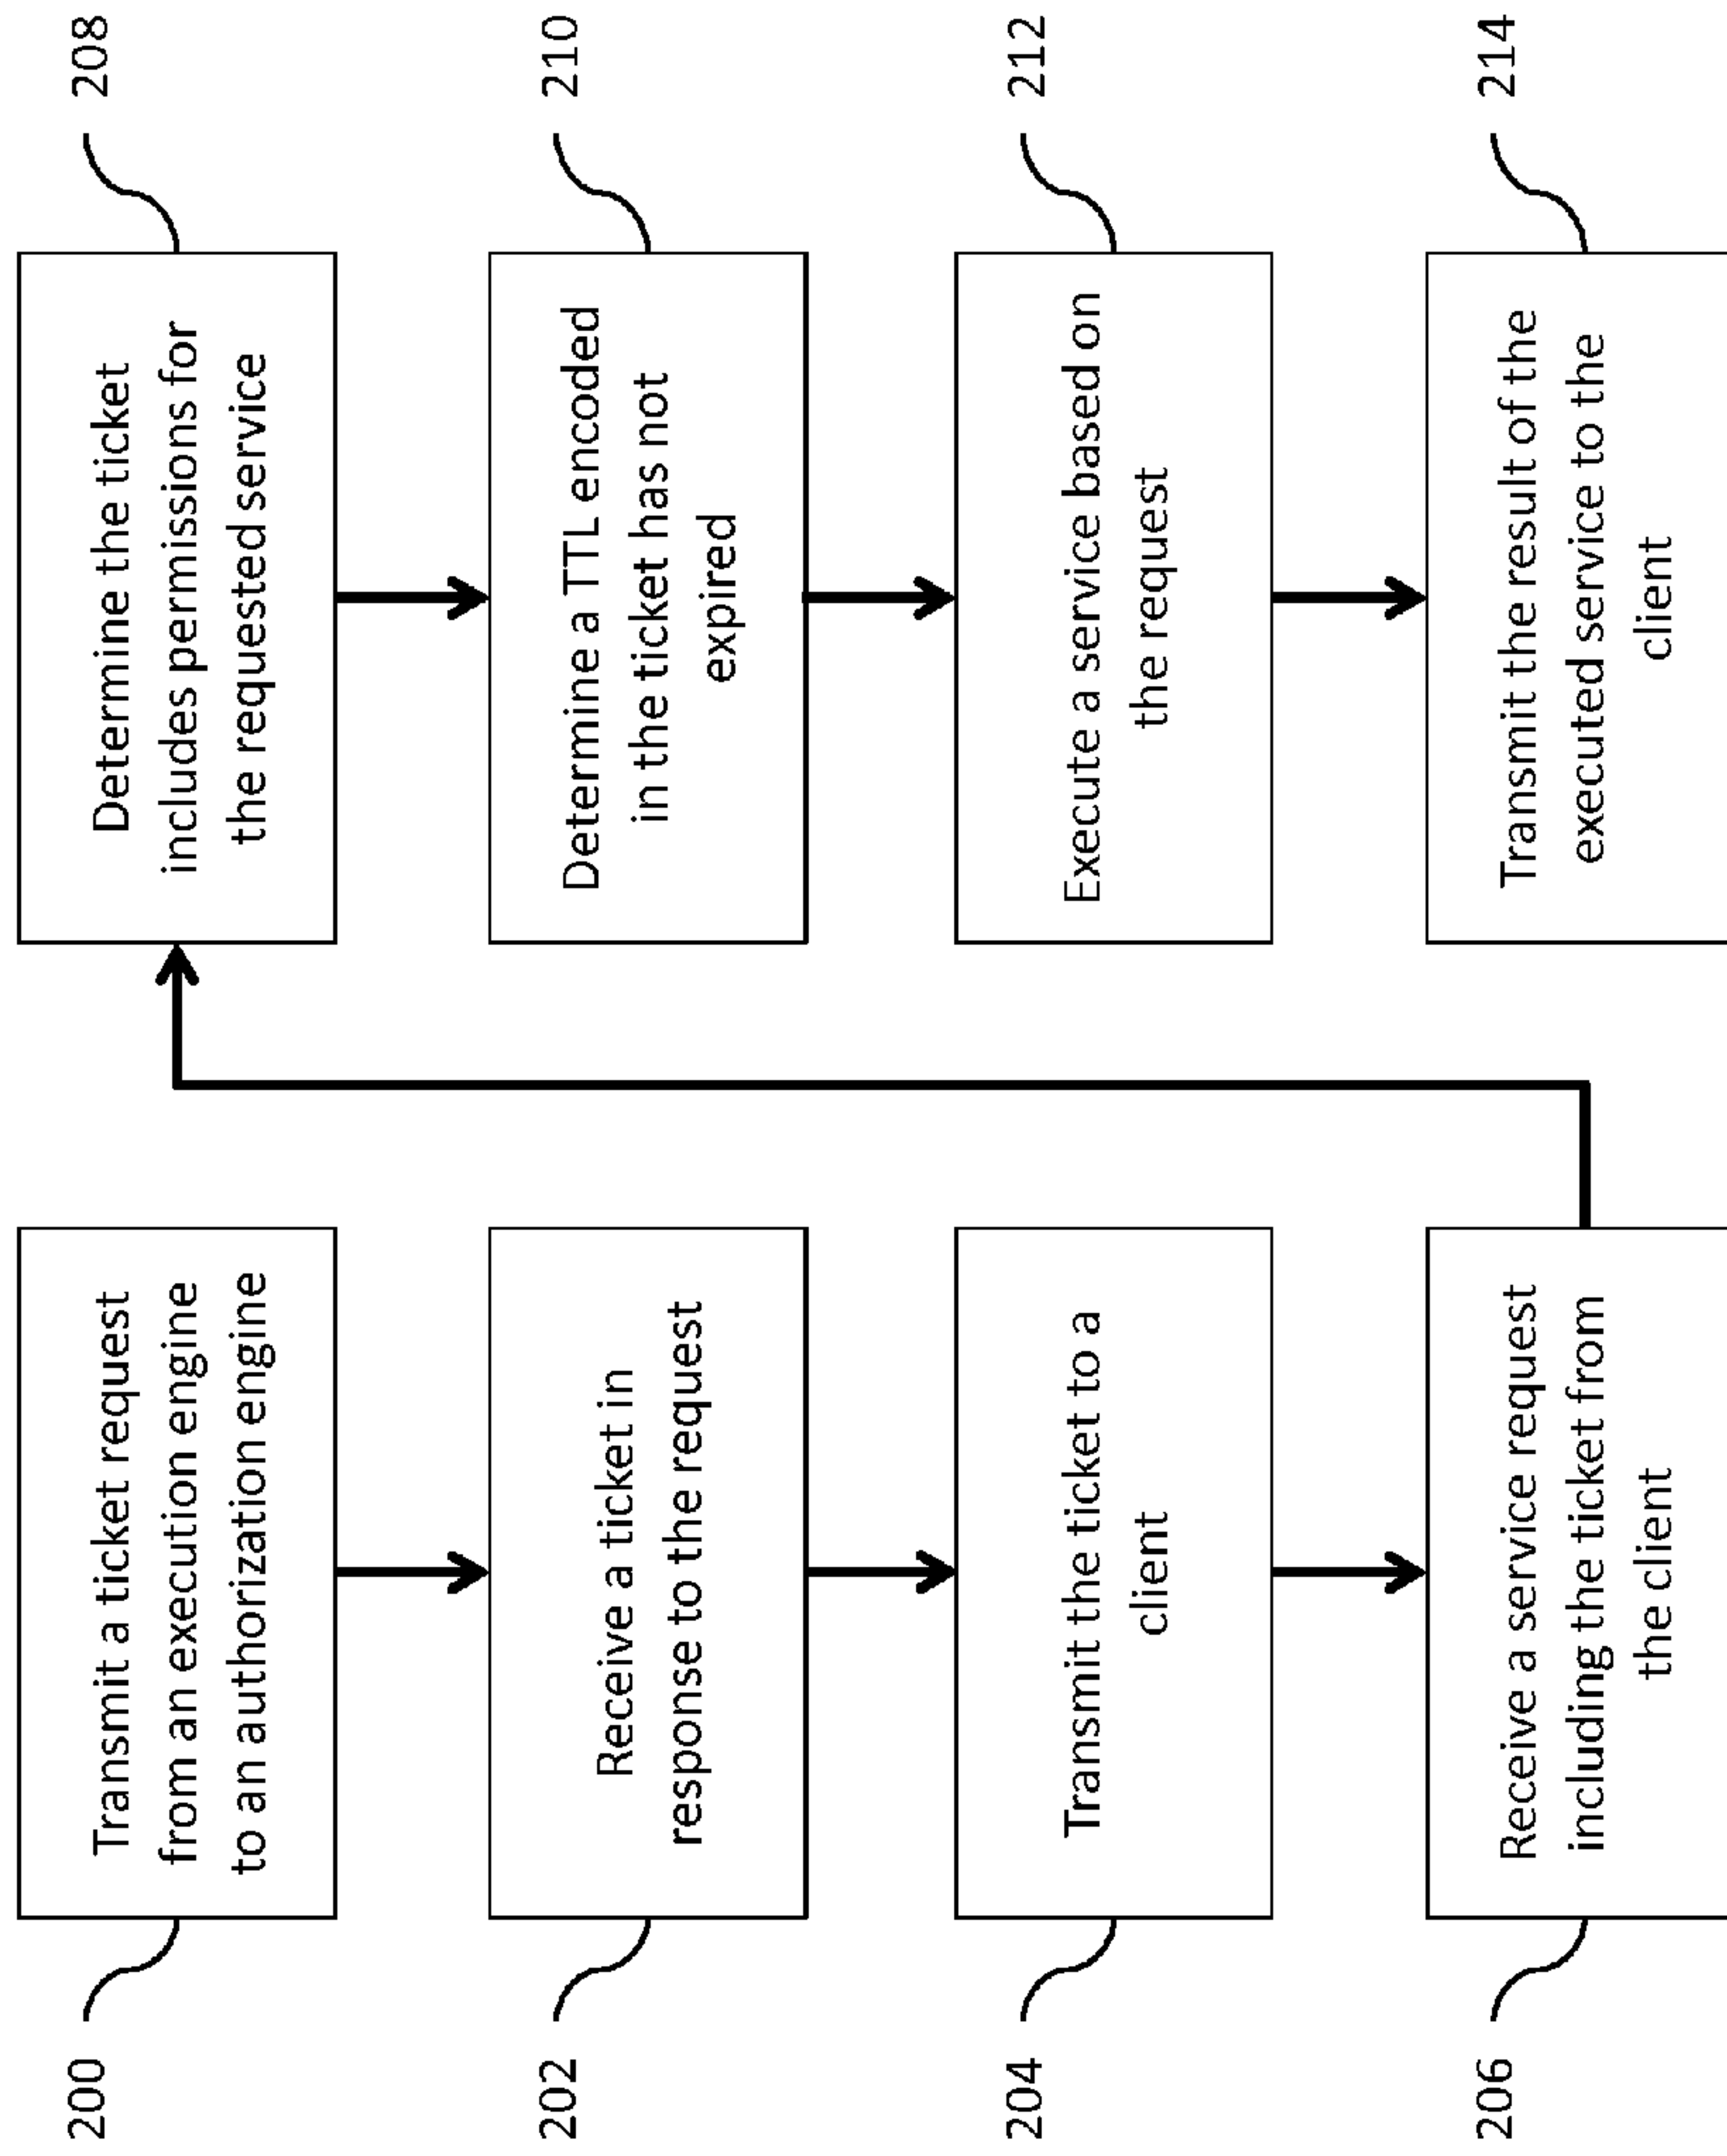 200
Transmit a ticket request
from an execution engine
to an authorization engine
202
Receive a ticket in
response to the request
204
Transmit the ticket to a
client
206
Receive a service request
including the ticket from
the client
208
Determine the ticket
includes permissions for
the requested service
210
Determine a TTL encoded
in the ticket has not
expired
212
Execute a service based on
the request
214
Transmit the result of the
executed service to the
client